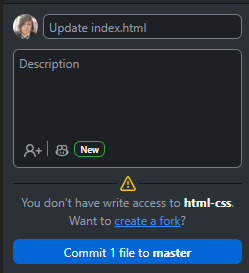 Update index.html
Description
New
You don't have write access to html-css.
Want to create a fork?
Commit 1 file to master